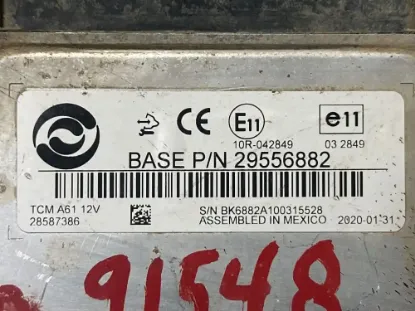 CE E11 e11
10R-042849 03 2849
BASE P/N 29556882
TCM A61 12V S/N BK6882A100315528
28587386 ASSEMBLED IN MEXICO 2020-01-31
91548